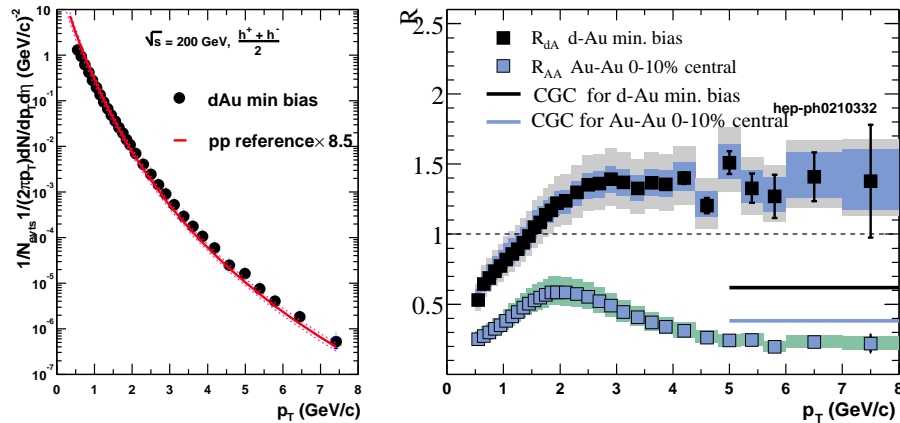 √s = 200 GeV, (h⁺ + h⁻)/2
dAu min bias
pp reference × 8.5
1/N_evts 1/(2πp_T)dN/dp_Tdη (GeV/c)⁻²
10
1
10⁻¹
10⁻²
10⁻³
10⁻⁴
10⁻⁵
10⁻⁶
10⁻⁷
0 1 2 3 4 5 6 7 8
p_T (GeV/c)
R
R_dA d-Au min. bias
R_AA Au-Au 0-10% central
CGC for d-Au min. bias
hep-ph0210332
CGC for Au-Au 0-10% central
2
1.5
1
0.5
0 1 2 3 4 5 6 7 8
p_T (GeV/c)